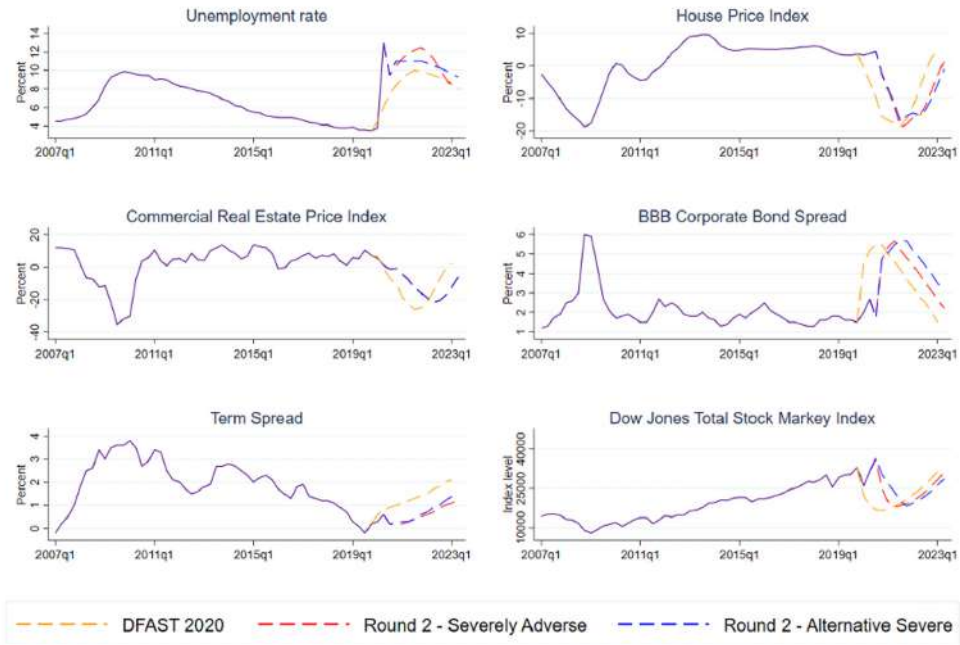 Unemployment rate
Percent
14
12
10
8
6
4
2007q1 2011q1 2015q1 2019q1 2023q1
House Price Index
Percent
10
0
-10
-20
2007q1 2011q1 2015q1 2019q1 2023q1
Commercial Real Estate Price Index
Percent
20
0
-20
-40
2007q1 2011q1 2015q1 2019q1 2023q1
BBB Corporate Bond Spread
Percent
6
5
4
3
2
1
2007q1 2011q1 2015q1 2019q1 2023q1
Term Spread
Percent
4
3
2
1
0
2007q1 2011q1 2015q1 2019q1 2023q1
Dow Jones Total Stock Markey Index
Index level
40000
25000
10000
2007q1 2011q1 2015q1 2019q1 2023q1
DFAST 2020 Round 2 - Severely Adverse Round 2 - Alternative Severe